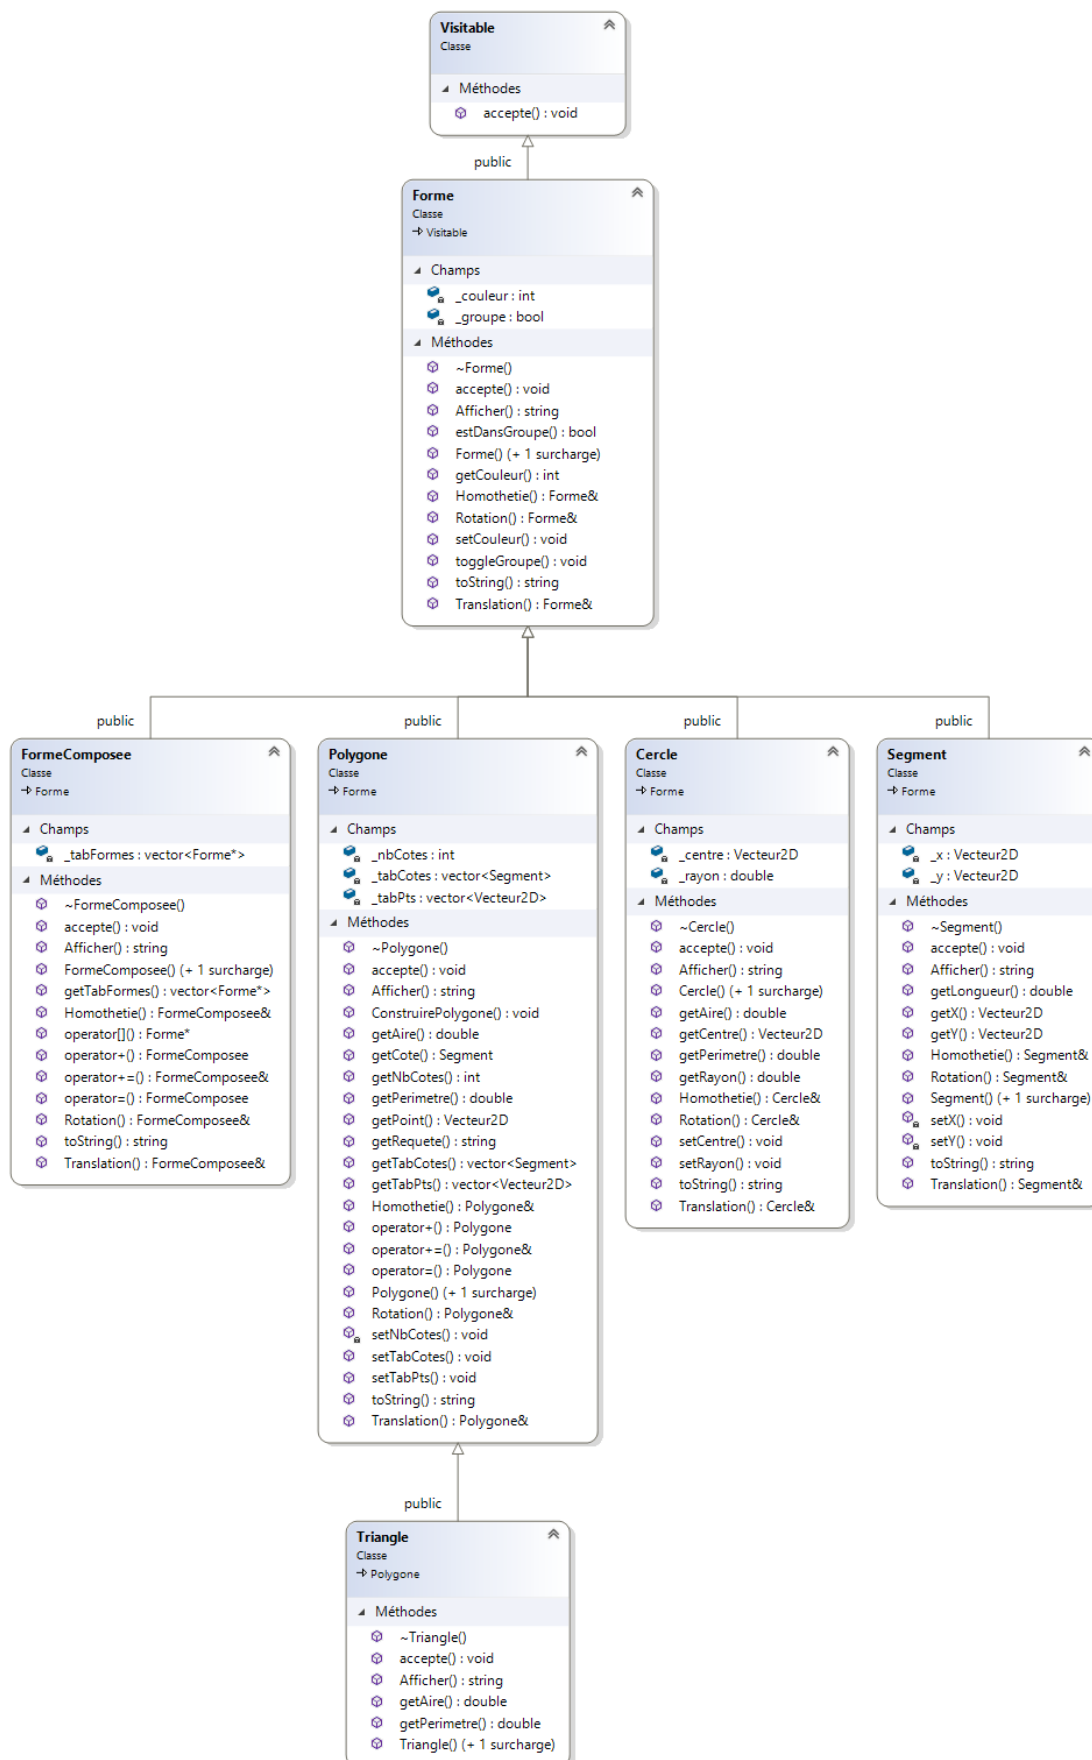 Visitable
Classe
Méthodes
accepte() : void
public
Forme
Classe
Visitable
Champs
_couleur : int
_groupe : bool
Méthodes
~Forme()
accepte() : void
Afficher() : string
estDansGroupe() : bool
Forme() (+ 1 surcharge)
getCouleur() : int
Homothetie() : Forme&
Rotation() : Forme&
setCouleur() : void
toggleGroupe() : void
toString() : string
Translation() : Forme&
public
FormeComposee
Classe
Forme
Champs
_tabFormes : vector<Forme*>
Méthodes
~FormeComposee()
accepte() : void
Afficher() : string
FormeComposee() (+ 1 surcharge)
getTabFormes() : vector<Forme*>
Homothetie() : FormeComposee&
operator[]() : Forme*
operator+() : FormeComposee
operator+=() : FormeComposee&
operator=() : FormeComposee
Rotation() : FormeComposee&
toString() : string
Translation() : FormeComposee&
public
Polygone
Classe
Forme
Champs
_nbCotes : int
_tabCotes : vector<Segment>
_tabPts : vector<Vecteur2D>
Méthodes
~Polygone()
accepte() : void
Afficher() : string
ConstruirePolygone() : void
getAire() : double
getCote() : Segment
getNbCotes() : int
getPerimetre() : double
getPoint() : Vecteur2D
getRequete() : string
getTabCotes() : vector<Segment>
getTabPts() : vector<Vecteur2D>
Homothetie() : Polygone&
operator+() : Polygone
operator+=() : Polygone&
operator=() : Polygone
Polygone() (+ 1 surcharge)
Rotation() : Polygone&
setNbCotes() : void
setTabCotes() : void
setTabPts() : void
toString() : string
Translation() : Polygone&
public
Cercle
Classe
Forme
Champs
_centre : Vecteur2D
_rayon : double
Méthodes
~Cercle()
accepte() : void
Afficher() : string
Cercle() (+ 1 surcharge)
getAire() : double
getCentre() : Vecteur2D
getPerimetre() : double
getRayon() : double
Homothetie() : Cercle&
Rotation() : Cercle&
setCentre() : void
setRayon() : void
toString() : string
Translation() : Cercle&
public
Segment
Classe
Forme
Champs
_x : Vecteur2D
_y : Vecteur2D
Méthodes
~Segment()
accepte() : void
Afficher() : string
getLongueur() : double
getX() : Vecteur2D
getY() : Vecteur2D
Homothetie() : Segment&
Rotation() : Segment&
Segment() (+ 1 surcharge)
setX() : void
setY() : void
toString() : string
Translation() : Segment&
public
Triangle
Classe
Polygone
Méthodes
~Triangle()
accepte() : void
Afficher() : string
getAire() : double
getPerimetre() : double
Triangle() (+ 1 surcharge)